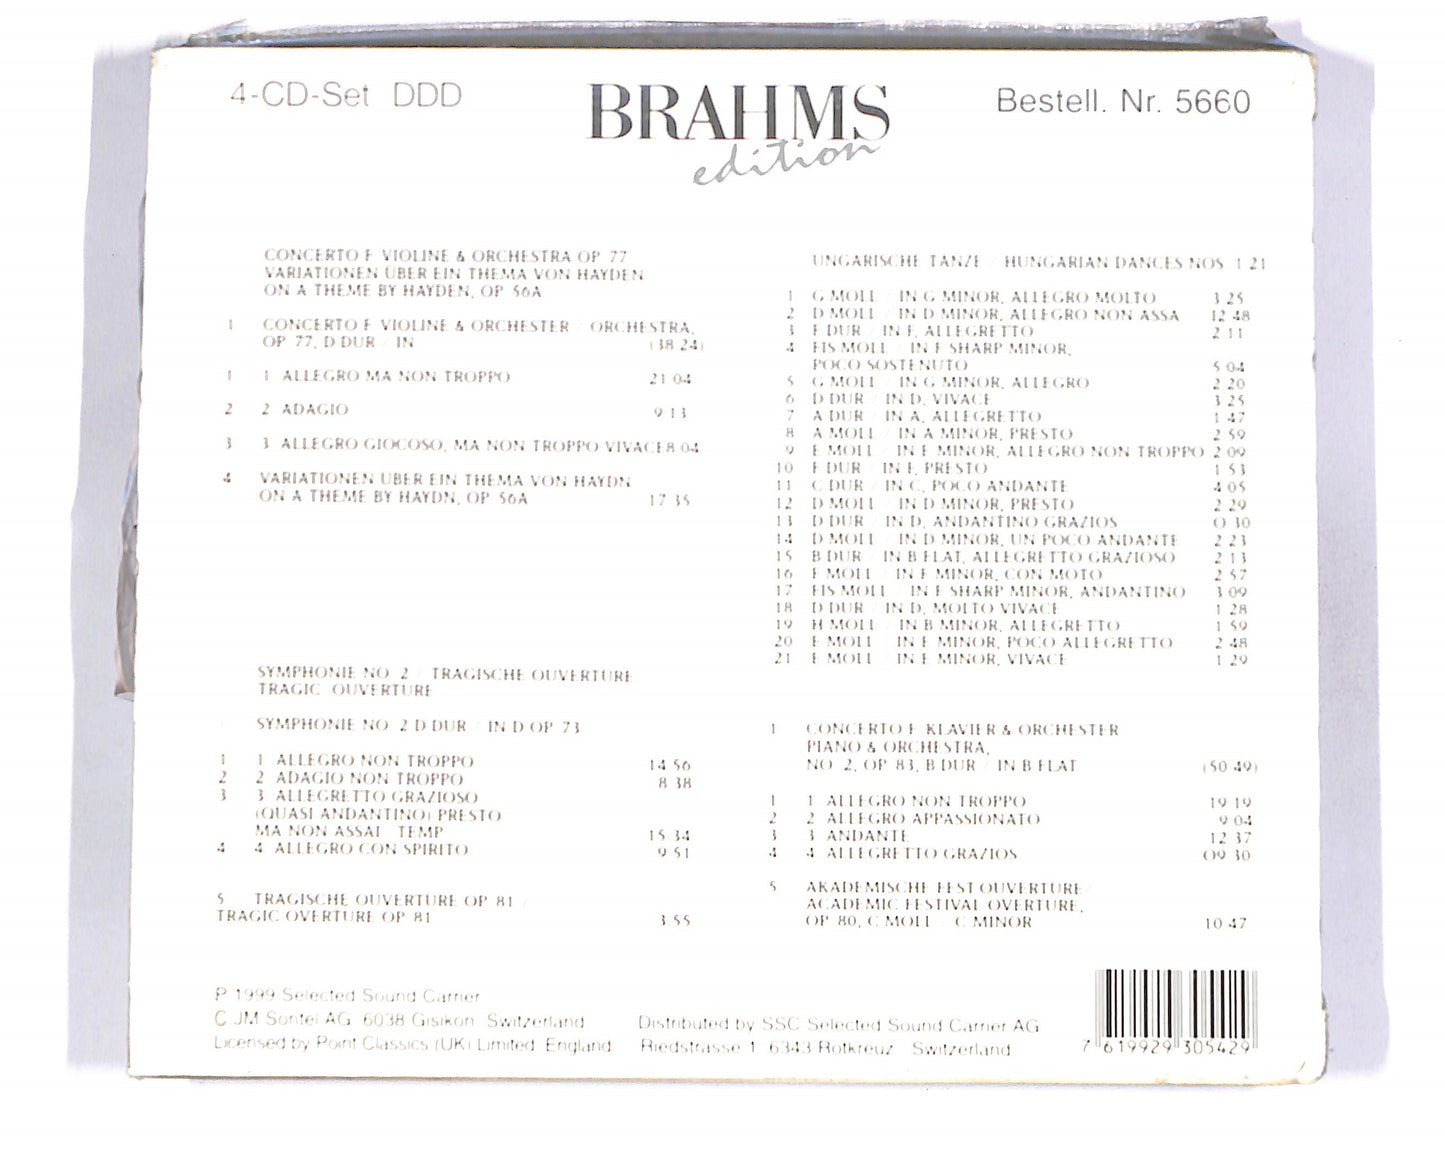 4-CD-Set DDD
BRAHMS
edition
Bestell. Nr. 5660
CONCERTO F. VIOLINE & ORCHESTRA OP 77
VARIATIONEN ÜBER EIN THEMA VON HAYDEN
ON A THEME BY HAYDEN, OP 56A
1 CONCERTO F. VIOLINE & ORCHESTER / ORCHESTRA,
OP 77, D DUR / IN (38 24)
1 1 ALLEGRO MA NON TROPPO 21 04
2 2 ADAGIO 9 13
3 3 ALLEGRO GIOCOSO, MA NON TROPPO VIVACE 8 04
4 VARIATIONEN ÜBER EIN THEMA VON HAYDN
ON A THEME BY HAYDN, OP 56A 17 35
SYMPHONIE NO. 2 / TRAGISCHE OUVERTURE
TRAGIC OUVERTURE
SYMPHONIE NO. 2 D DUR / IN D OP 73
1 1 ALLEGRO NON TROPPO 14 56
2 2 ADAGIO NON TROPPO 8 38
3 3 ALLEGRETTO GRAZIOSO
(QUASI ANDANTINO) PRESTO
MA NON ASSAI TEMP 15 34
4 4 ALLEGRO CON SPIRITO 9 51
5 TRAGISCHE OUVERTURE OP 81 /
TRAGIC OVERTURE OP 81 3 55
UNGARISCHE TANZE / HUNGARIAN DANCES NOS. 1 21
1 G MOLL / IN G MINOR, ALLEGRO MOLTO 3 25
2 D MOLL / IN D MINOR, ALLEGRO NON ASSA 12 48
3 F DUR / IN F, ALLEGRETTO 2 11
4 FIS MOLL / IN F SHARP MINOR,
POCO SOSTENUTO 5 04
5 G MOLL / IN G MINOR, ALLEGRO 2 20
6 D DUR / IN D, VIVACE 3 25
7 A DUR / IN A, ALLEGRETTO 1 47
8 A MOLL / IN A MINOR, PRESTO 2 59
9 E MOLL / IN E MINOR, ALLEGRO NON TROPPO 2 09
10 F DUR / IN F, PRESTO 1 53
11 C DUR / IN C, POCO ANDANTE 4 05
12 D MOLL / IN D MINOR, PRESTO 2 29
13 D DUR / IN D, ANDANTINO GRAZIOS 0 30
14 D MOLL / IN D MINOR, UN POCO ANDANTE 2 23
15 B DUR / IN B FLAT, ALLEGRETTO GRAZIOSO 2 13
16 F MOLL / IN F MINOR, CON MOTO 2 57
17 FIS MOLL / IN F SHARP MINOR, ANDANTINO 3 09
18 D DUR / IN D, MOLTO VIVACE 1 28
19 H MOLL / IN B MINOR, ALLEGRETTO 1 59
20 E MOLL / IN E MINOR, POCO ALLEGRETTO 2 48
21 E MOLL / IN E MINOR, VIVACE 1 29
1 CONCERTO F. KLAVIER & ORCHESTER
PIANO & ORCHESTRA,
NO. 2, OP 83, B DUR / IN B FLAT (50 49)
1 1 ALLEGRO NON TROPPO 19 19
2 2 ALLEGRO APPASSIONATO 9 04
3 3 ANDANTE 12 37
4 4 ALLEGRETTO GRAZIOS 09 30
5 AKADEMISCHE FEST OUVERTURE /
ACADEMIC FESTIVAL OVERTURE,
OP 80, C MOLL - C MINOR 10 47
P 1999 Selected Sound Carrier
C JM Sontel AG 6038 Gisikon Switzerland
Licensed by Point Classics (UK) Limited England
Distributed by SSC Selected Sound Carrier AG
Riedstrasse 1 6343 Rotkreuz Switzerland
7 619929 305429